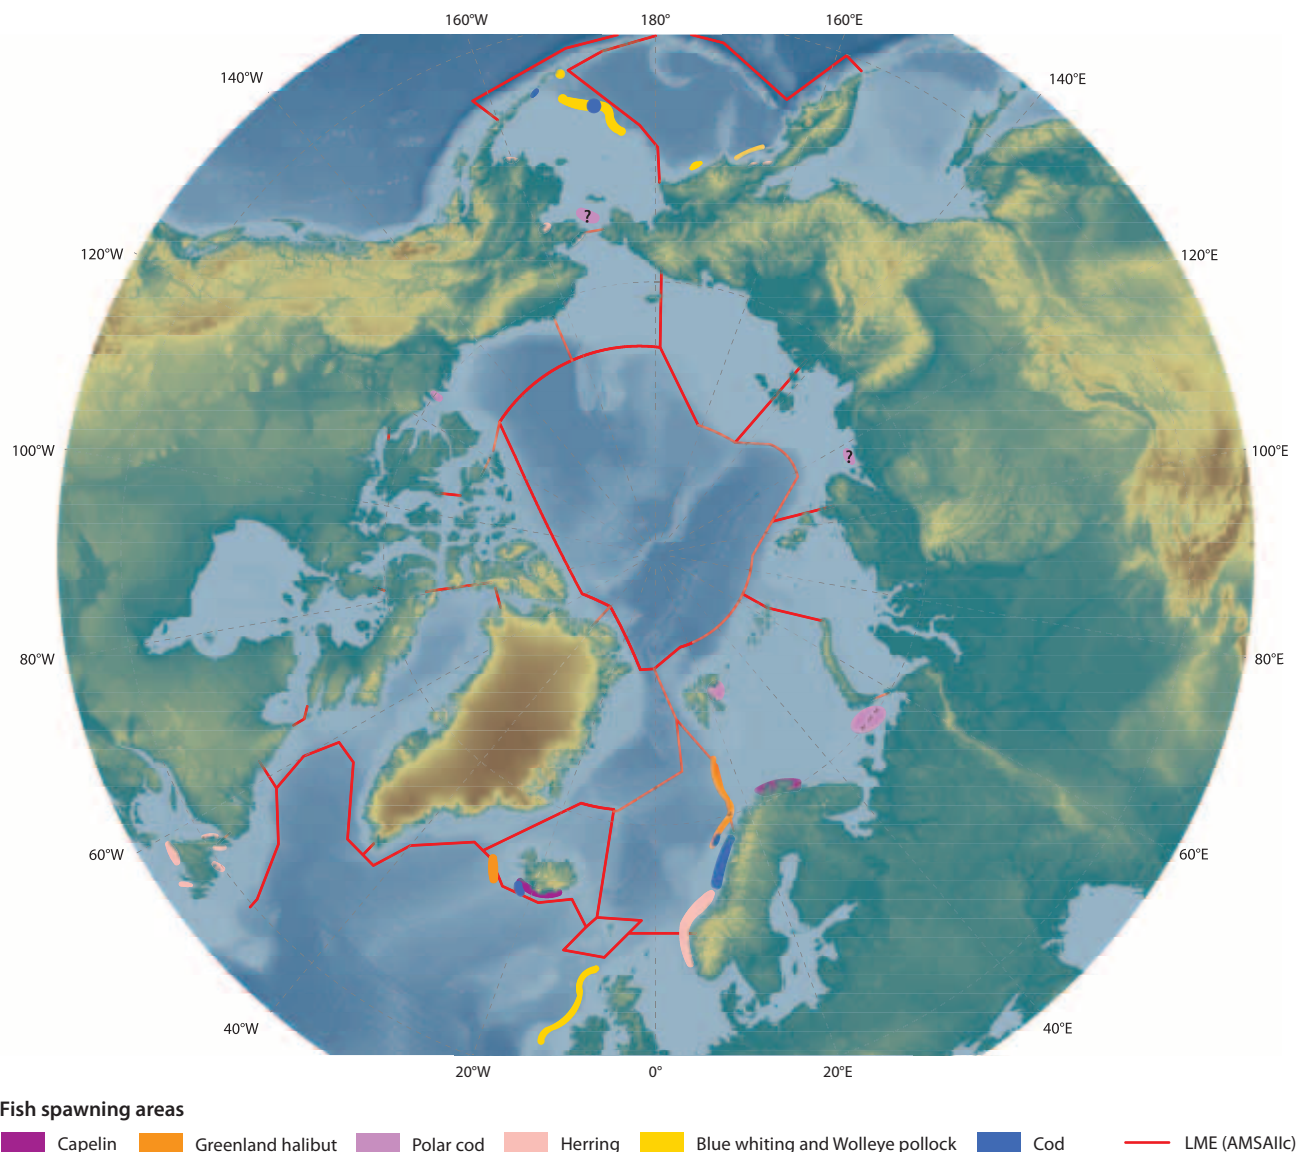 160°W 180° 160°E
140°W 140°E
?
120°W 120°E
100°W 100°E
?
80°W 80°E
60°W 60°E
40°W 40°E
20°W 0° 20°E
Fish spawning areas
Capelin Greenland halibut Polar cod Herring Blue whiting and Wolleye pollock Cod LME (AMSAIIc)